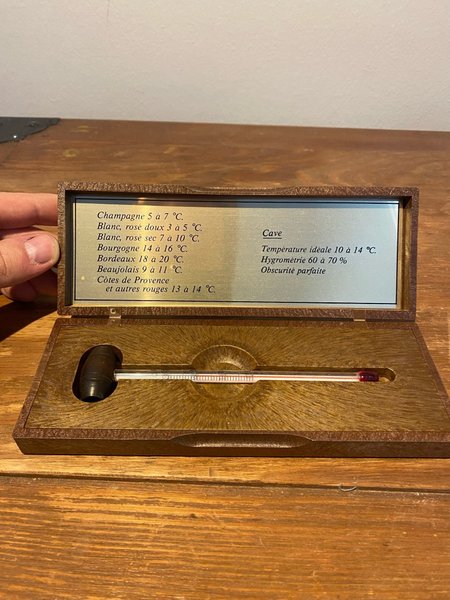 Champagne 5 à 7 °C.
Blanc, rosé doux 3 à 5 °C.
Blanc, rosé sec 7 à 10 °C.
Bourgogne 14 à 16 °C.
Bordeaux 18 à 20 °C.
Beaujolais 9 à 11 °C.
Côtes de Provence
et autres rouges 13 à 14 °C.
Cave
Température idéale 10 à 14 °C.
Hygrométrie 60 à 70 %
Obscurité parfaite